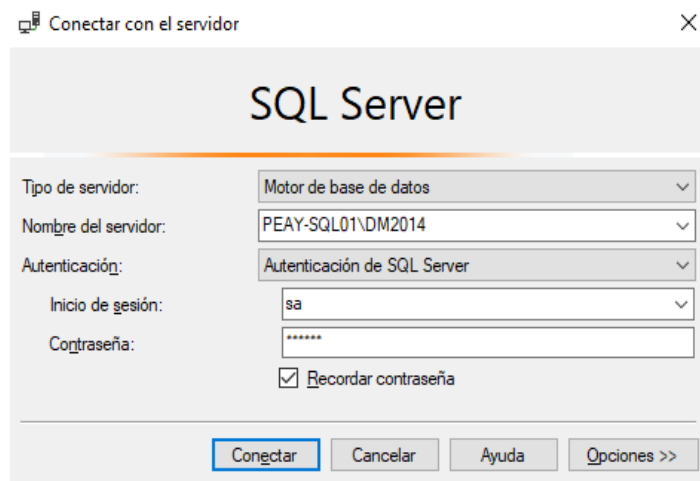 Conectar con el servidor
SQL Server
Tipo de servidor: Motor de base de datos
Nombre del servidor: PEAY-SQL01\DM2014
Autenticación: Autenticación de SQL Server
Inicio de sesión: sa
Contraseña: ******
Recordar contraseña
Conectar Cancelar Ayuda Opciones >>